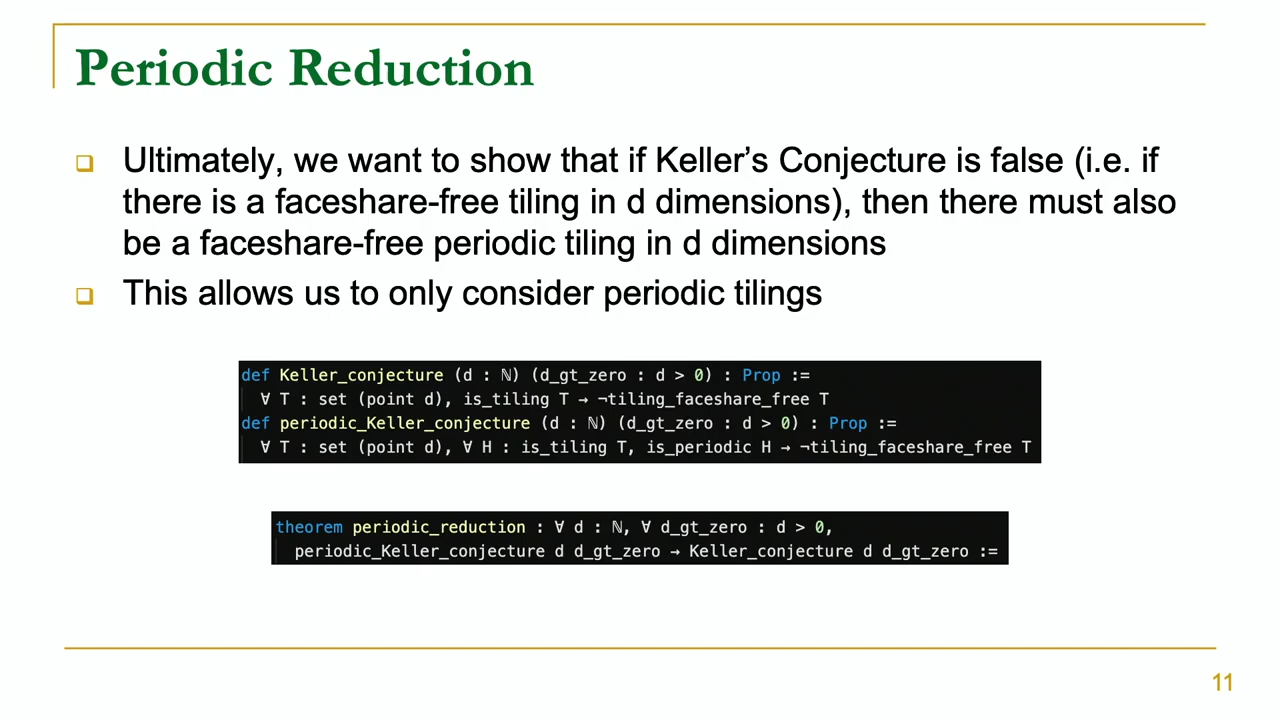 Periodic Reduction
Ultimately, we want to show that if Keller’s Conjecture is false (i.e. if
there is a faceshare-free tiling in d dimensions), then there must also
be a faceshare-free periodic tiling in d dimensions
This allows us to only consider periodic tilings
def Keller_conjecture (d : ℕ) (d_gt_zero : d > 0) : Prop :=
∀ T : set (point d), is_tiling T → ¬tiling_faceshare_free T
def periodic_Keller_conjecture (d : ℕ) (d_gt_zero : d > 0) : Prop :=
∀ T : set (point d), ∀ H : is_tiling T, is_periodic H → ¬tiling_faceshare_free T
theorem periodic_reduction : ∀ d : ℕ, ∀ d_gt_zero : d > 0,
periodic_Keller_conjecture d d_gt_zero → Keller_conjecture d d_gt_zero :=
11